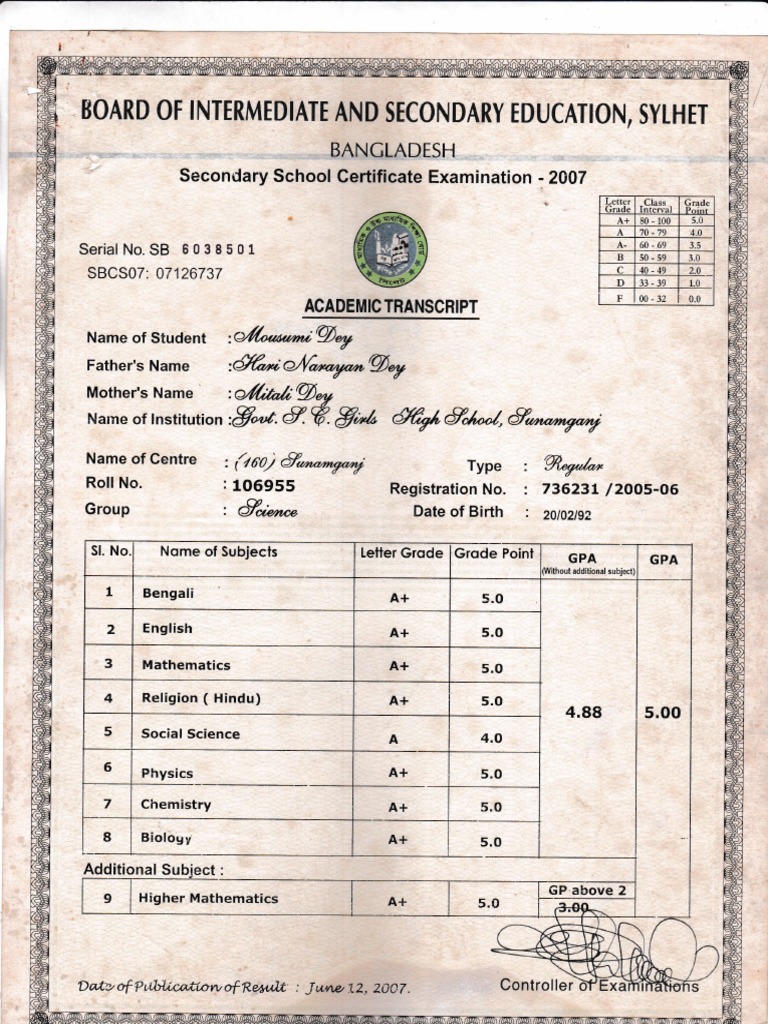 BOARD OF INTERMEDIATE AND SECONDARY EDUCATION, SYLHET
BANGLADESH
Secondary School Certificate Examination - 2007
Letter Grade Class Interval Grade Point
A+ 80 - 100 5.0
A 70 - 79 4.0
A- 60 - 69 3.5
B 50 - 59 3.0
C 40 - 49 2.0
D 33 - 39 1.0
F 00 - 32 0.0
Serial No. SB 6038501
SBCS07: 07126737
ACADEMIC TRANSCRIPT
Name of Student : Mousumi Dey
Father's Name : Hari Narayan Dey
Mother's Name : Mitali Dey
Name of Institution : Govt. S. C. Girls High School, Sunamganj
Name of Centre : (160) Sunamganj Type : Regular
Roll No. : 106955 Registration No. : 736231 /2005-06
Group : Science Date of Birth : 20/02/92
Sl. No. Name of Subjects Letter Grade Grade Point GPA (Without additional subject) GPA
1 Bengali A+ 5.0
2 English A+ 5.0
3 Mathematics A+ 5.0
4 Religion ( Hindu) A+ 5.0
4.88 5.00
5 Social Science A 4.0
6 Physics A+ 5.0
7 Chemistry A+ 5.0
8 Biology A+ 5.0
Additional Subject :
9 Higher Mathematics A+ 5.0 GP above 2
3.00
Date of Publication of Result : June 12, 2007. Controller of Examinations